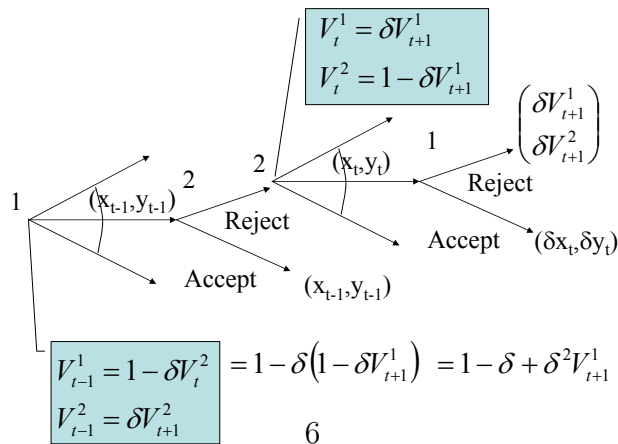 V_t^1 = δV_{t+1}^1
V_t^2 = 1 − δV_{t+1}^1
(δV_{t+1}^1
δV_{t+1}^2)
1
(x_{t-1},y_{t-1})
2
Reject
Accept
(x_{t-1},y_{t-1})
2
(x_t,y_t)
1
Reject
Accept
(δx_t,δy_t)
V_{t-1}^1 = 1 − δV_t^2 = 1 − δ(1 − δV_{t+1}^1) = 1 − δ + δ^2V_{t+1}^1
V_{t-1}^2 = δV_{t+1}^2
6